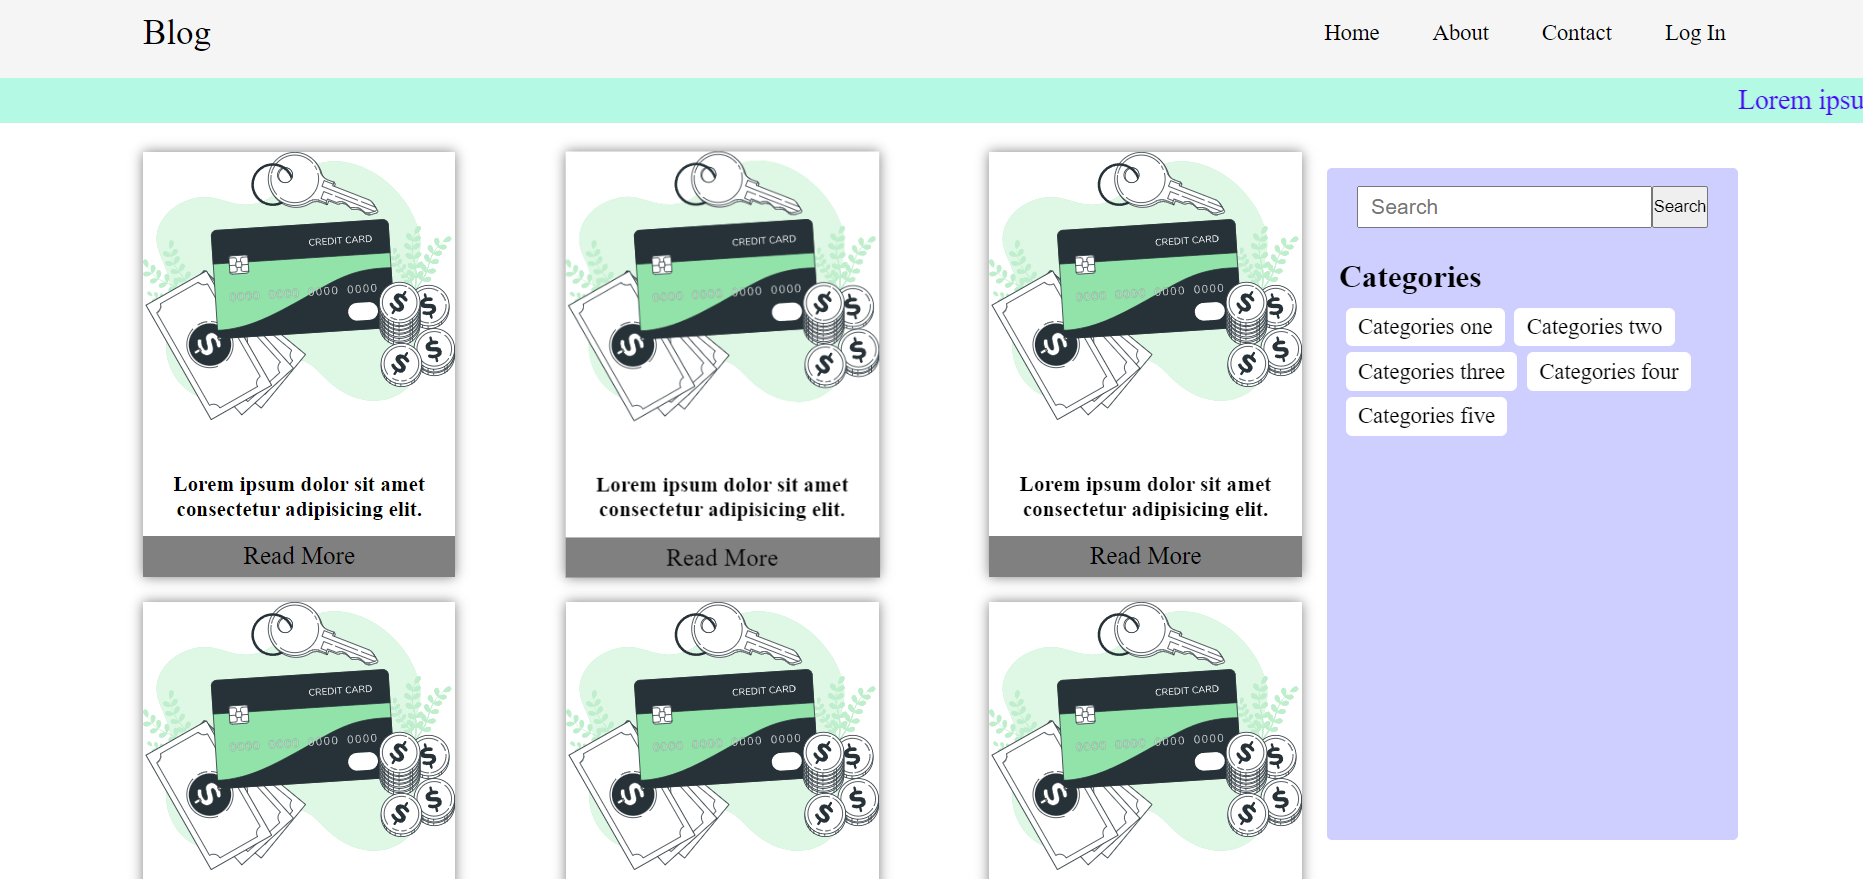 Blog
Home About Contact Log In
Lorem ipsu
CREDIT CARD
0000 0000 0000 0000
Lorem ipsum dolor sit amet
consectetur adipisicing elit.
Read More
CREDIT CARD
0000 0000 0000 0000
Lorem ipsum dolor sit amet
consectetur adipisicing elit.
Read More
CREDIT CARD
0000 0000 0000 0000
Lorem ipsum dolor sit amet
consectetur adipisicing elit.
Read More
Search Search
Categories
Categories one Categories two
Categories three Categories four
Categories five
CREDIT CARD
0000 0000 0000 0000
CREDIT CARD
0000 0000 0000 0000
CREDIT CARD
0000 0000 0000 0000